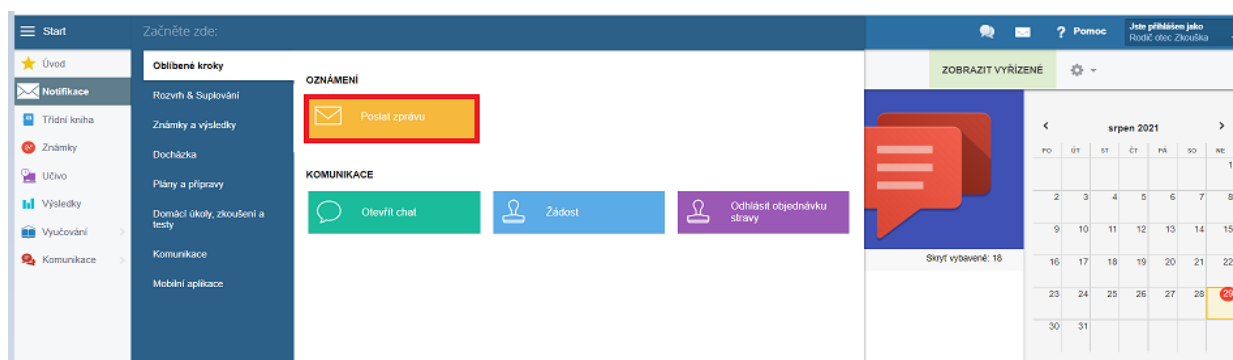 Start
Začněte zde:
? Pomoc
Jste přihlášen jako
Rodič otec Zkouška
Úvod
Notifikace
Třídní kniha
Známky
Učivo
Výsledky
Vyučování
Komunikace
Oblíbené kroky
Rozvrh & Suplování
Známky a výsledky
Docházka
Plány a přípravy
Domácí úkoly, zkoušení a
testy
Komunikace
Mobilní aplikace
OZNÁMENÍ
Poslat zprávu
KOMUNIKACE
Otevřít chat
Žádost
Odhlásit objednávku
stravy
ZOBRAZIT VYŘÍZENÉ
Skrýt vybavené: 18
srpen 2021
PO ÚT ST ČT PÁ SO NE
1
2 3 4 5 6 7 8
9 10 11 12 13 14 15
16 17 18 19 20 21 22
23 24 25 26 27 28 29
30 31